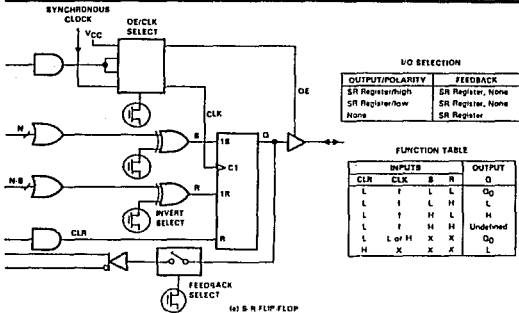 SYNCHRONOUS
CLOCK
OE/CLK
SELECT
VCC
OE
CLK
N
S
1S
Q
C1
N-8
R
1R
INVERT
SELECT
CLR
R
FEEDBACK
SELECT
(e) S-R FLIP-FLOP
I/O SELECTION
OUTPUT/POLARITY FEEDBACK
SR Register/high SR Register, None
SR Register/low SR Register, None
None SR Register
FUNCTION TABLE
INPUTS OUTPUT
CLR CLK S R Q
L ↑ L L Q0
L ↑ L H L
L ↑ H L H
L ↑ H H Undefined
L L or H X X Q0
H X X X L